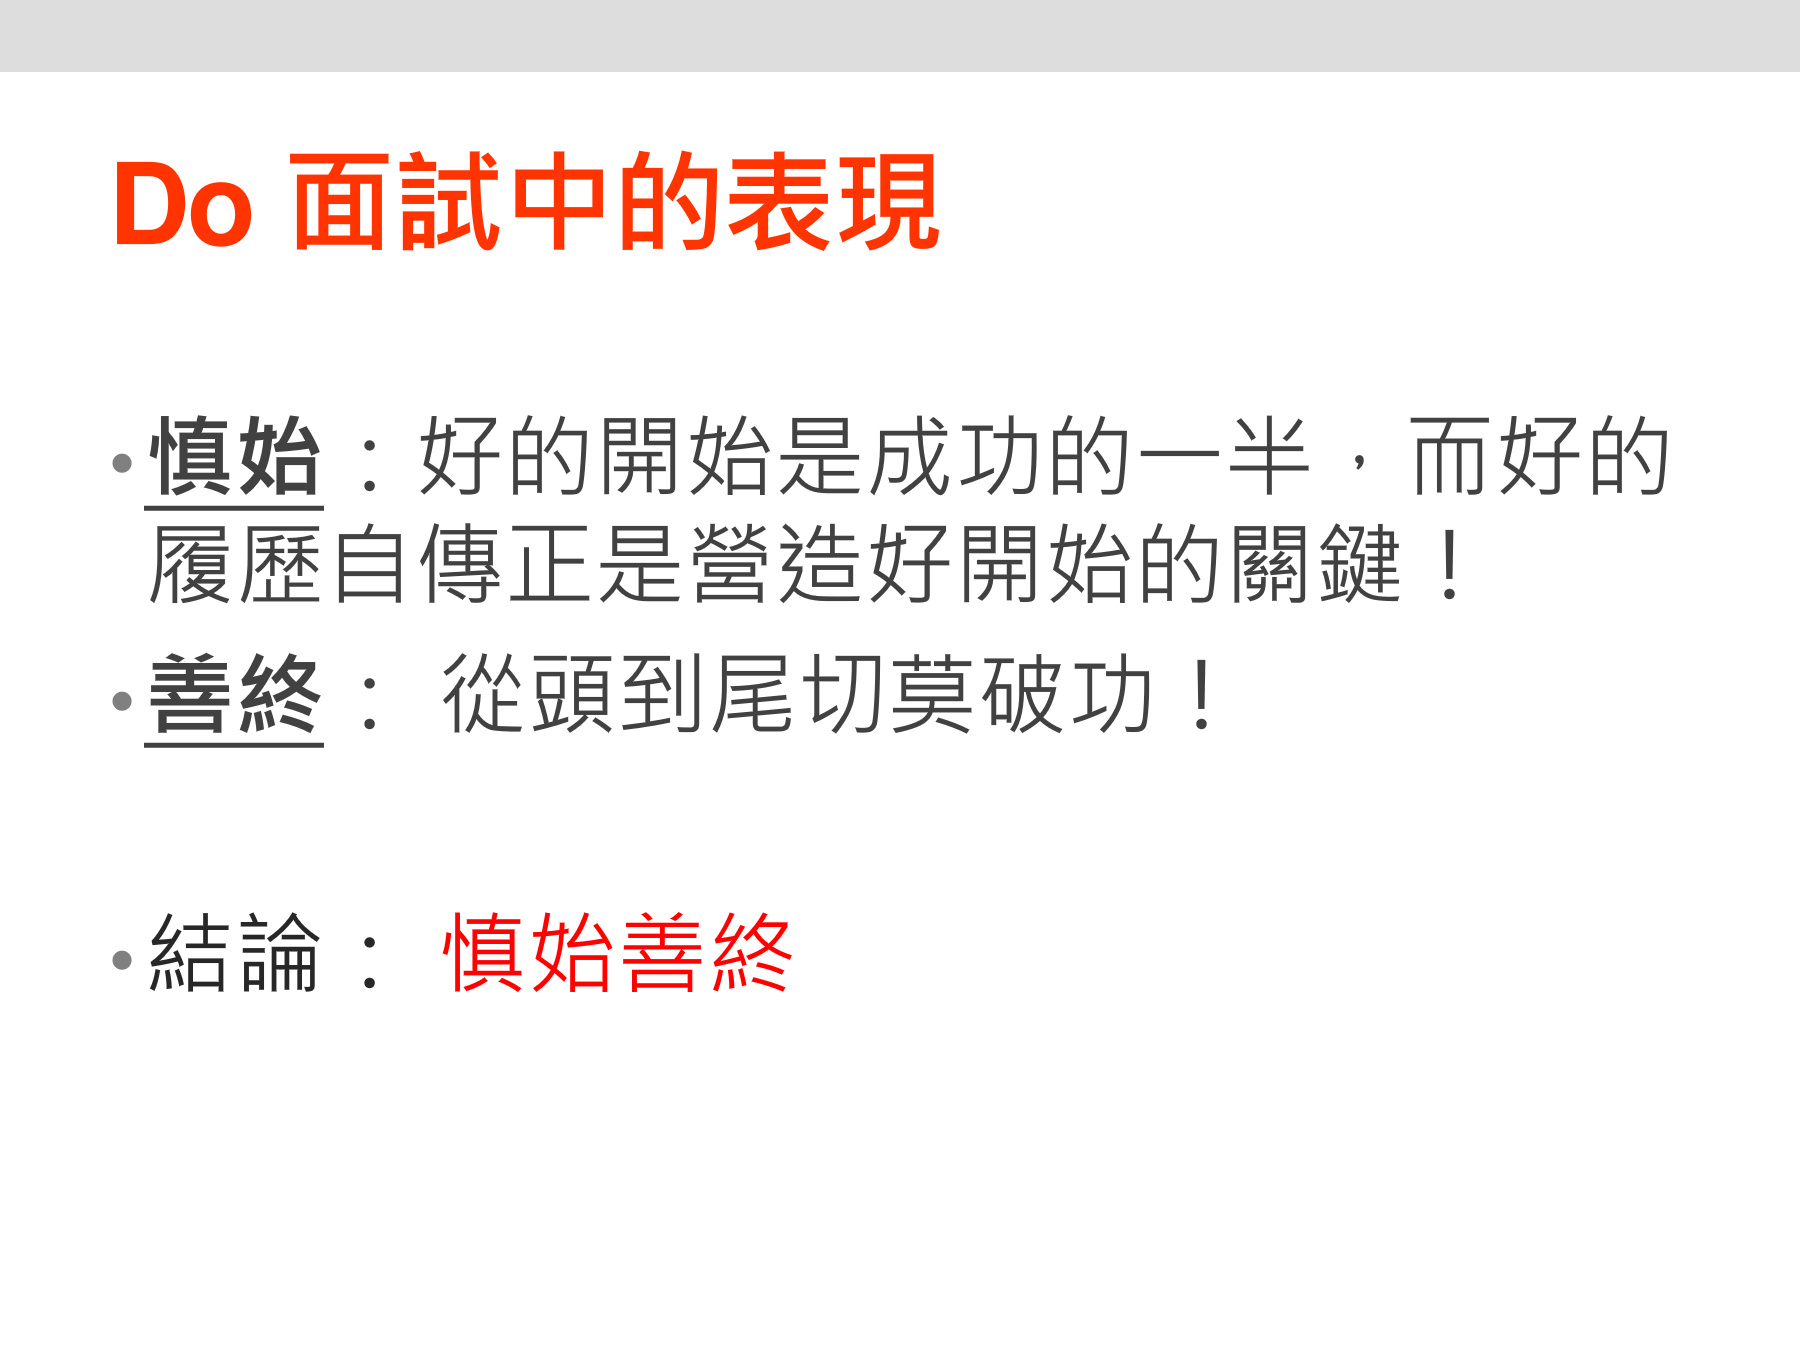 Do 面試中的表現
•慎始：好的開始是成功的一半，而好的
履歷自傳正是營造好開始的關鍵！
•善終： 從頭到尾切莫破功！
•結論： 慎始善終